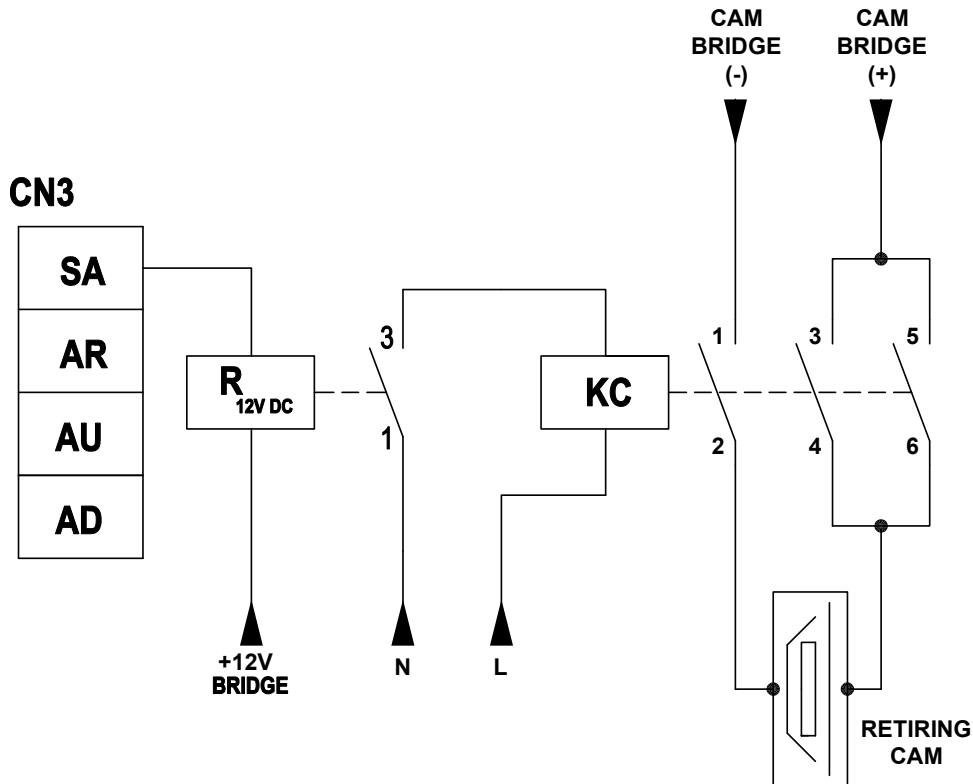 CAM
BRIDGE
(-)
CAM
BRIDGE
(+)
CN3
SA
AR
AU
AD
R
12V DC
3
1
KC
1
3
5
2
4
6
+12V
BRIDGE
N
L
RETIRING
CAM